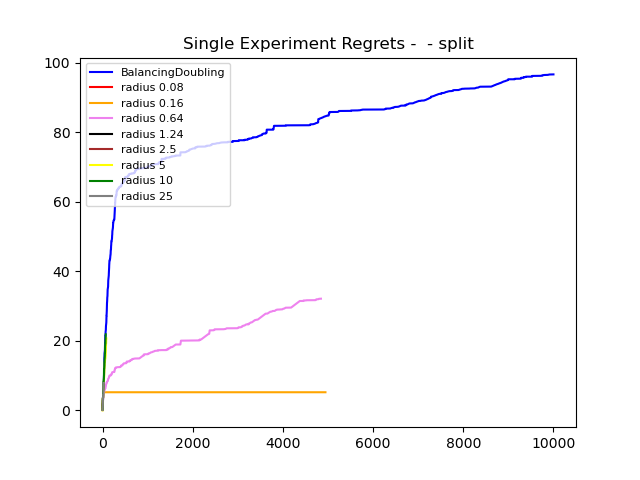 Single Experiment Regrets -  - split
100
80
60
40
20
0
BalancingDoubling
radius 0.08
radius 0.16
radius 0.64
radius 1.24
radius 2.5
radius 5
radius 10
radius 25
0 2000 4000 6000 8000 10000